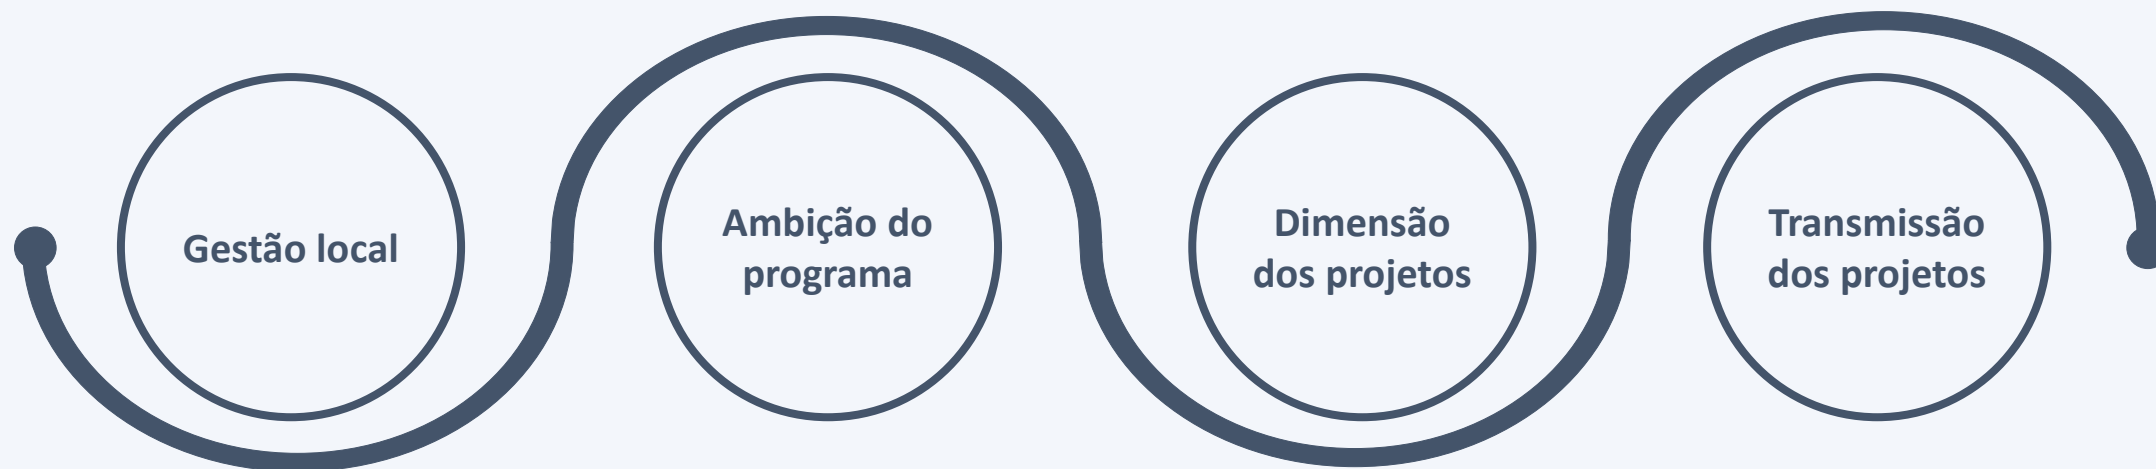 Gestão local
Ambição do
programa
Dimensão
dos projetos
Transmissão
dos projetos